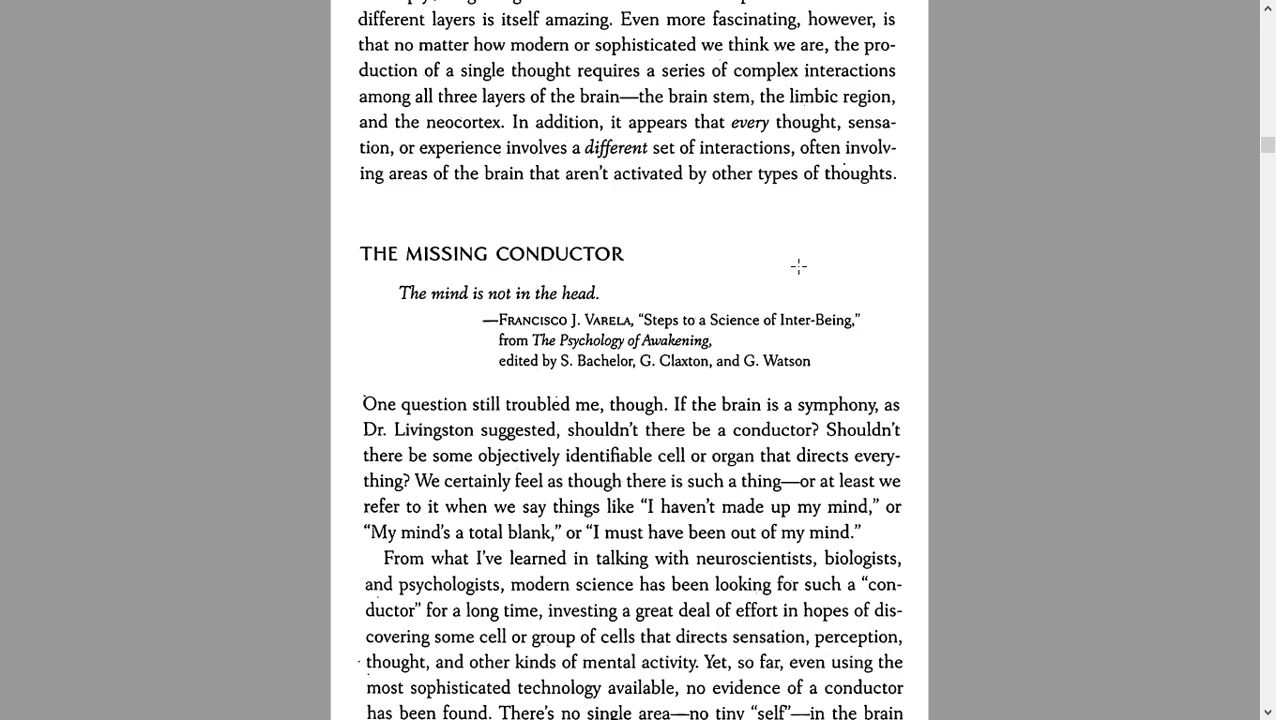 different layers is itself amazing. Even more fascinating, however, is
that no matter how modern or sophisticated we think we are, the pro-
duction of a single thought requires a series of complex interactions
among all three layers of the brain—the brain stem, the limbic region,
and the neocortex. In addition, it appears that every thought, sensa-
tion, or experience involves a different set of interactions, often involv-
ing areas of the brain that aren't activated by other types of thoughts.
THE MISSING CONDUCTOR
The mind is not in the head.
—FRANCISCO J. VARELA, “Steps to a Science of Inter-Being,”
from The Psychology of Awakening,
edited by S. Bachelor, G. Claxton, and G. Watson
One question still troubled me, though. If the brain is a symphony, as
Dr. Livingston suggested, shouldn't there be a conductor? Shouldn't
there be some objectively identifiable cell or organ that directs every-
thing? We certainly feel as though there is such a thing—or at least we
refer to it when we say things like “I haven't made up my mind,” or
“My mind's a total blank,” or “I must have been out of my mind.”
From what I've learned in talking with neuroscientists, biologists,
and psychologists, modern science has been looking for such a “con-
ductor” for a long time, investing a great deal of effort in hopes of dis-
covering some cell or group of cells that directs sensation, perception,
thought, and other kinds of mental activity. Yet, so far, even using the
most sophisticated technology available, no evidence of a conductor
has been found. There's no single area—no tiny “self”—in the brain